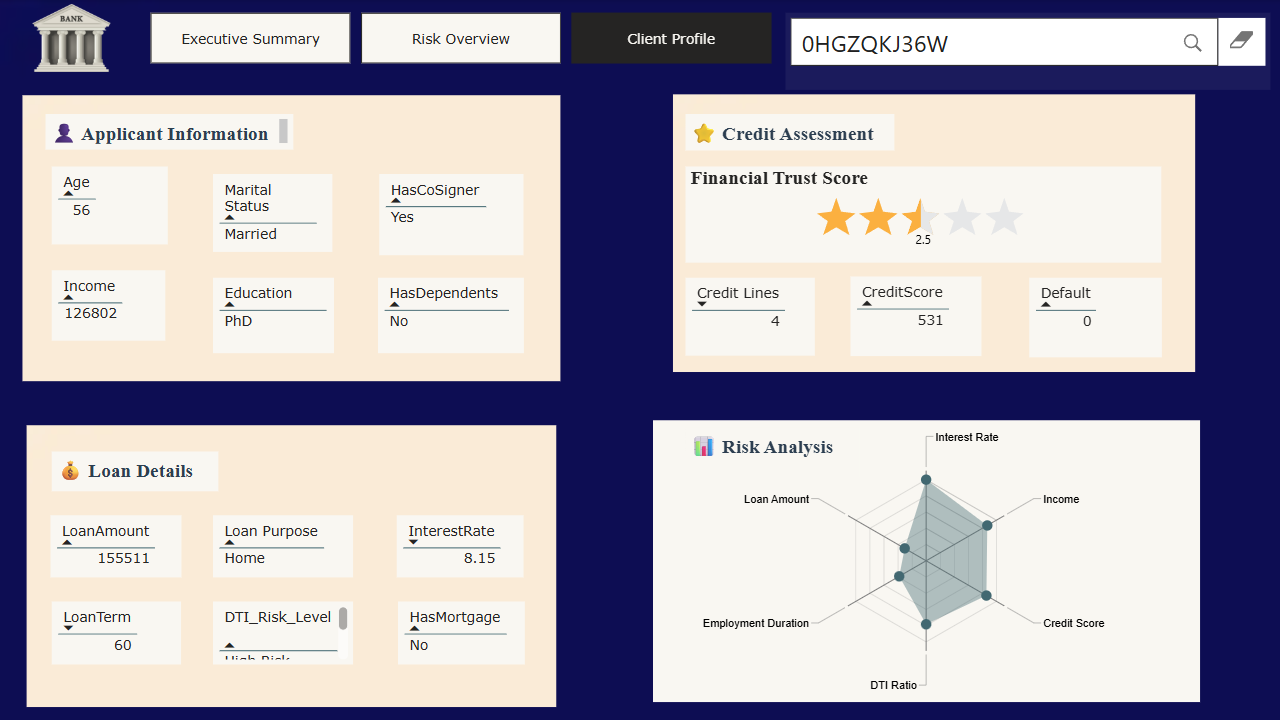 BANK
Executive Summary
Risk Overview
Client Profile
0HGZQKJ36W
Applicant Information
Age
56
Marital
Status
Married
HasCoSigner
Yes
Income
126802
Education
PhD
HasDependents
No
Credit Assessment
Financial Trust Score
2.5
Credit Lines
4
CreditScore
531
Default
0
Loan Details
LoanAmount
155511
Loan Purpose
Home
InterestRate
8.15
LoanTerm
60
DTI_Risk_Level
High Risk
HasMortgage
No
Risk Analysis
Interest Rate
Loan Amount
Income
Employment Duration
Credit Score
DTI Ratio